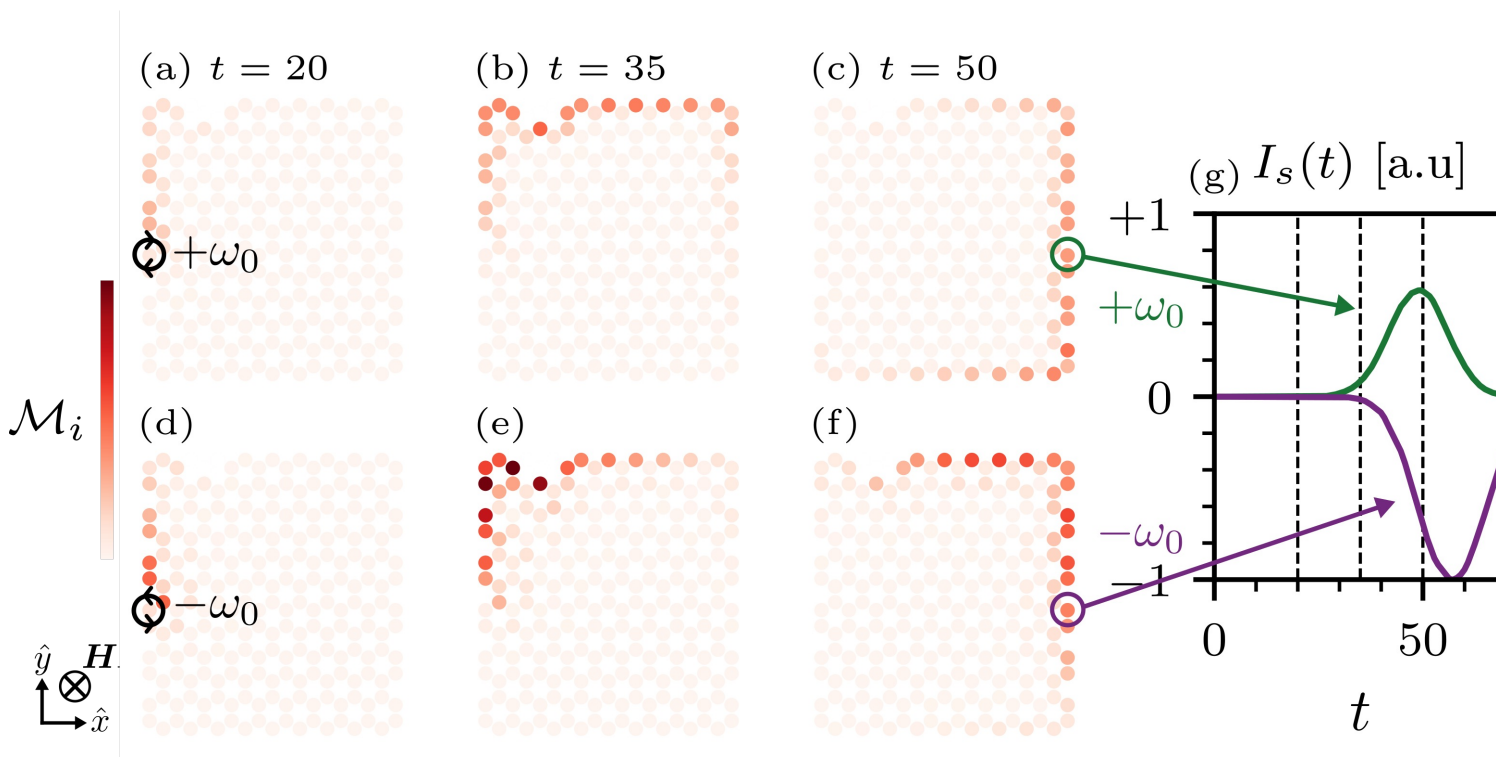 (a) t = 20
(b) t = 35
(c) t = 50
(g) I_s(t) [a.u]
+1
+ω₀
+ω₀
0
ℳ_i
(d)
(e)
(f)
−ω₀
−ω₀
−1
ŷ
H
x̂
0
50
t